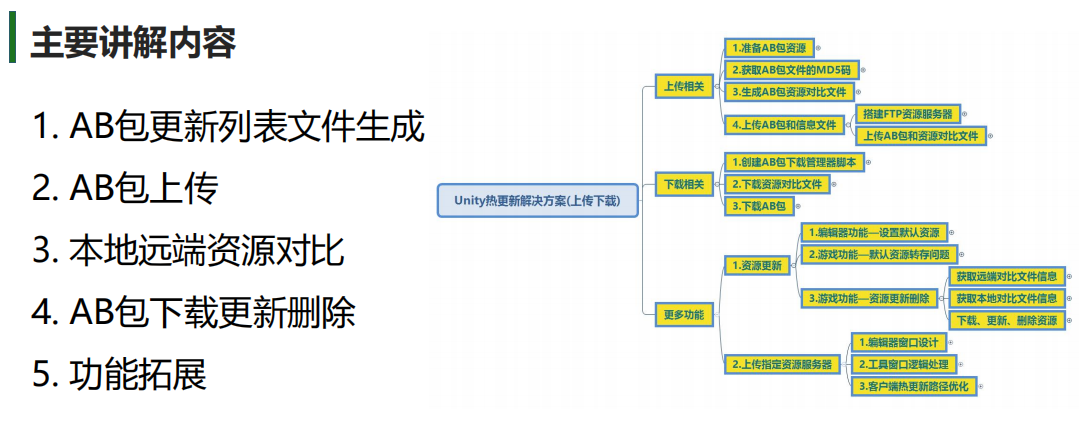 主要讲解内容
1. AB包更新列表文件生成
2. AB包上传
3. 本地远端资源对比
4. AB包下载更新删除
5. 功能拓展
Unity热更新解决方案(上传下载)
上传相关
1.准备AB包资源
2.获取AB包文件的MD5码
3.生成AB包资源对比文件
4.上传AB包和信息文件
搭建FTP资源服务器
上传AB包和资源对比文件
下载相关
1.创建AB包下载管理器脚本
2.下载资源对比文件
3.下载AB包
更多功能
1.资源更新
1.编辑器功能—设置默认资源
2.游戏功能—默认资源转存问题
3.游戏功能—资源更新删除
获取远端对比文件信息
获取本地对比文件信息
下载、更新、删除资源
2.上传指定资源服务器
1.编辑器窗口设计
2.工具窗口逻辑处理
3.客户端热更新路径优化